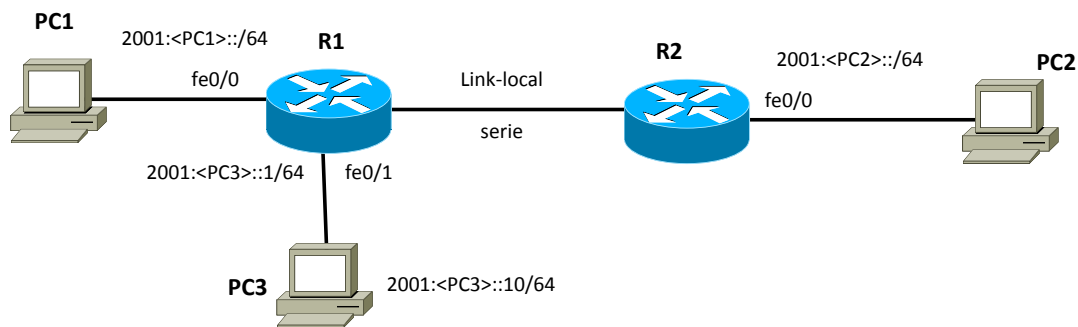 PC1
2001:<PC1>::/64
R1
fe0/0
Link-local
serie
R2
2001:<PC2>::/64
PC2
fe0/0
2001:<PC3>::1/64
fe0/1
PC3
2001:<PC3>::10/64